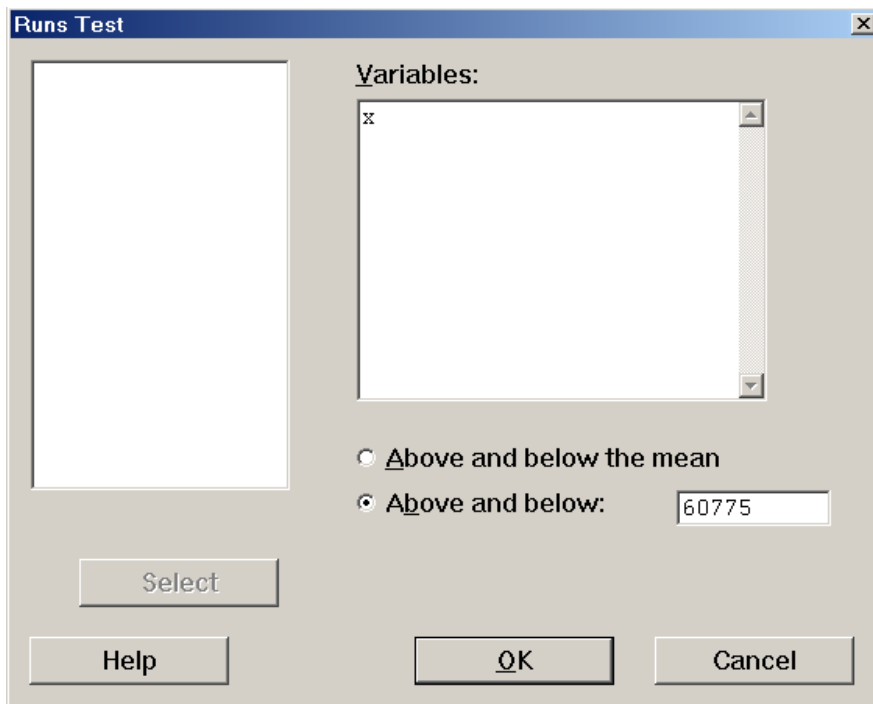 Runs Test
Variables:
x
Above and below the mean
Above and below:
60775
Select
Help
OK
Cancel